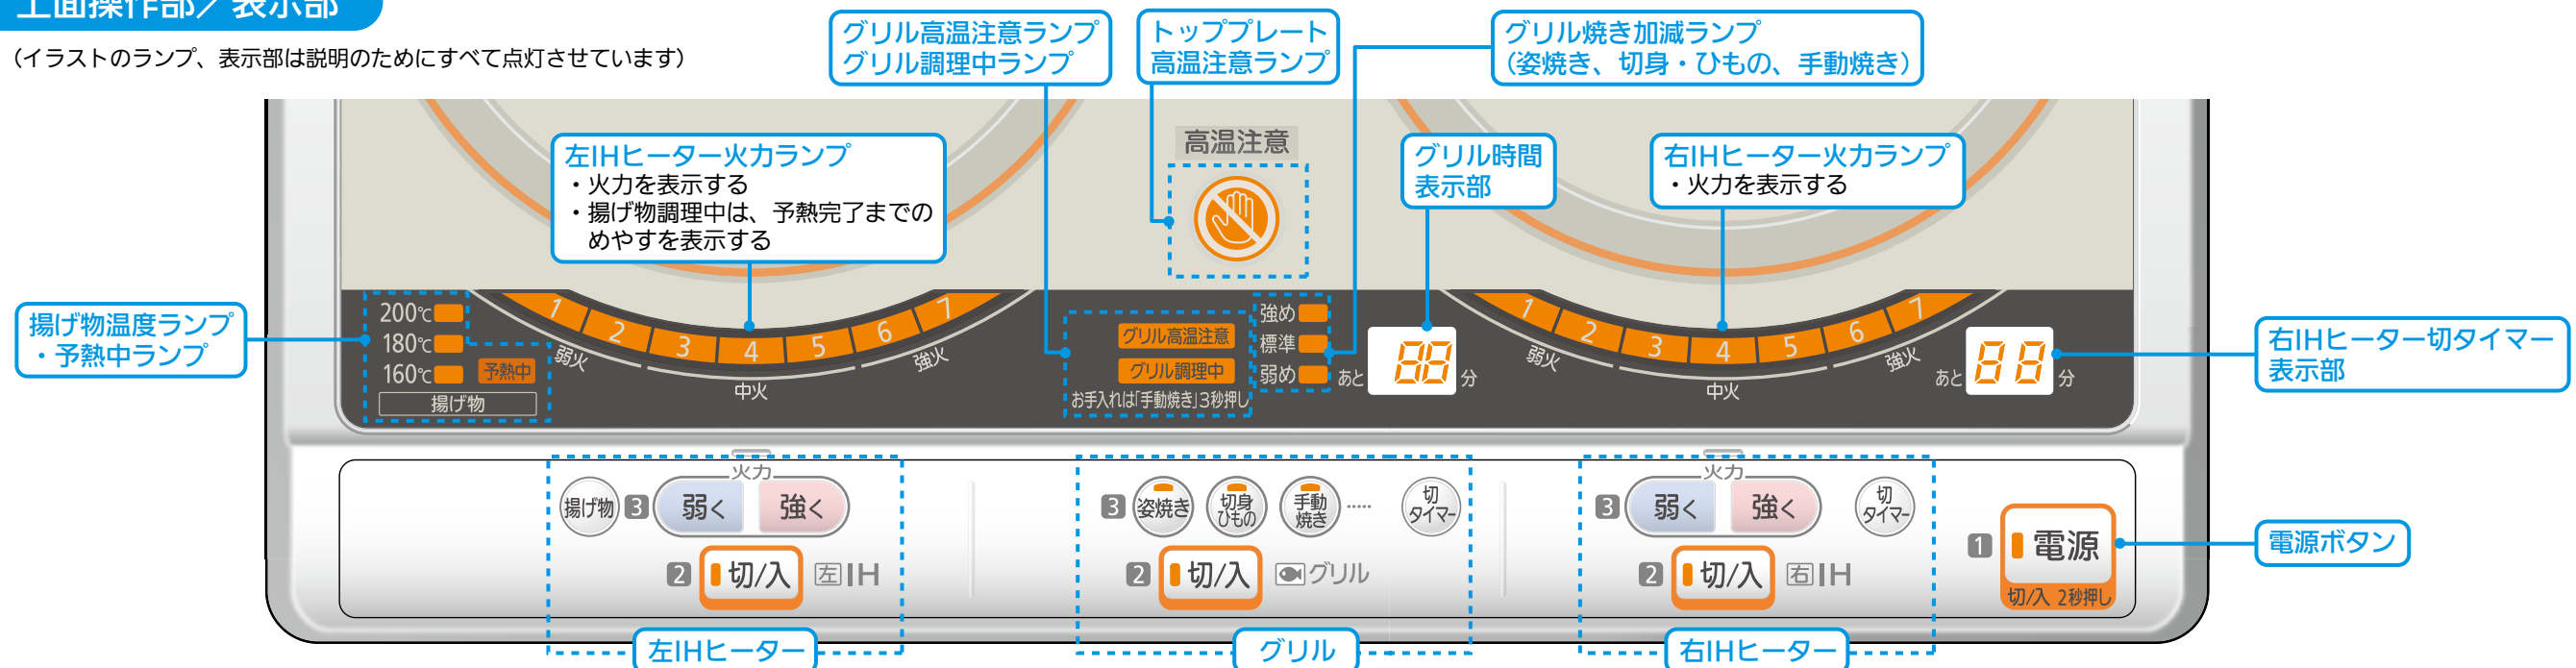 上面操作部／表示部
（イラストのランプ、表示部は説明のためにすべて点灯させています）
グリル高温注意ランプ
グリル調理中ランプ
トッププレート
高温注意ランプ
グリル焼き加減ランプ
（姿焼き、切身・ひもの、手動焼き）
左IHヒーター火力ランプ
・火力を表示する
・揚げ物調理中は、予熱完了までの
めやすを表示する
高温注意
グリル時間
表示部
右IHヒーター火力ランプ
・火力を表示する
揚げ物温度ランプ
・予熱中ランプ
200℃
180℃
160℃
予熱中
揚げ物
1 2 3 4 5 6 7
弱火
中火
強火
グリル高温注意
グリル調理中
お手入れは「手動焼き」3秒押し
強め
標準
弱め
あと 88 分
1 2 3 4 5 6 7
弱火
中火
強火
あと 88 分
右IHヒーター切タイマー
表示部
火力
揚げ物 3 弱く 強く
2 切/入 左IH
左IHヒーター
3 姿焼き
切身
ひもの
手動
焼き
切
タイマー
2 切/入 グリル
グリル
火力
3 弱く 強く
切
タイマー
2 切/入 右IH
右IHヒーター
1 電源
切/入 2秒押し
電源ボタン